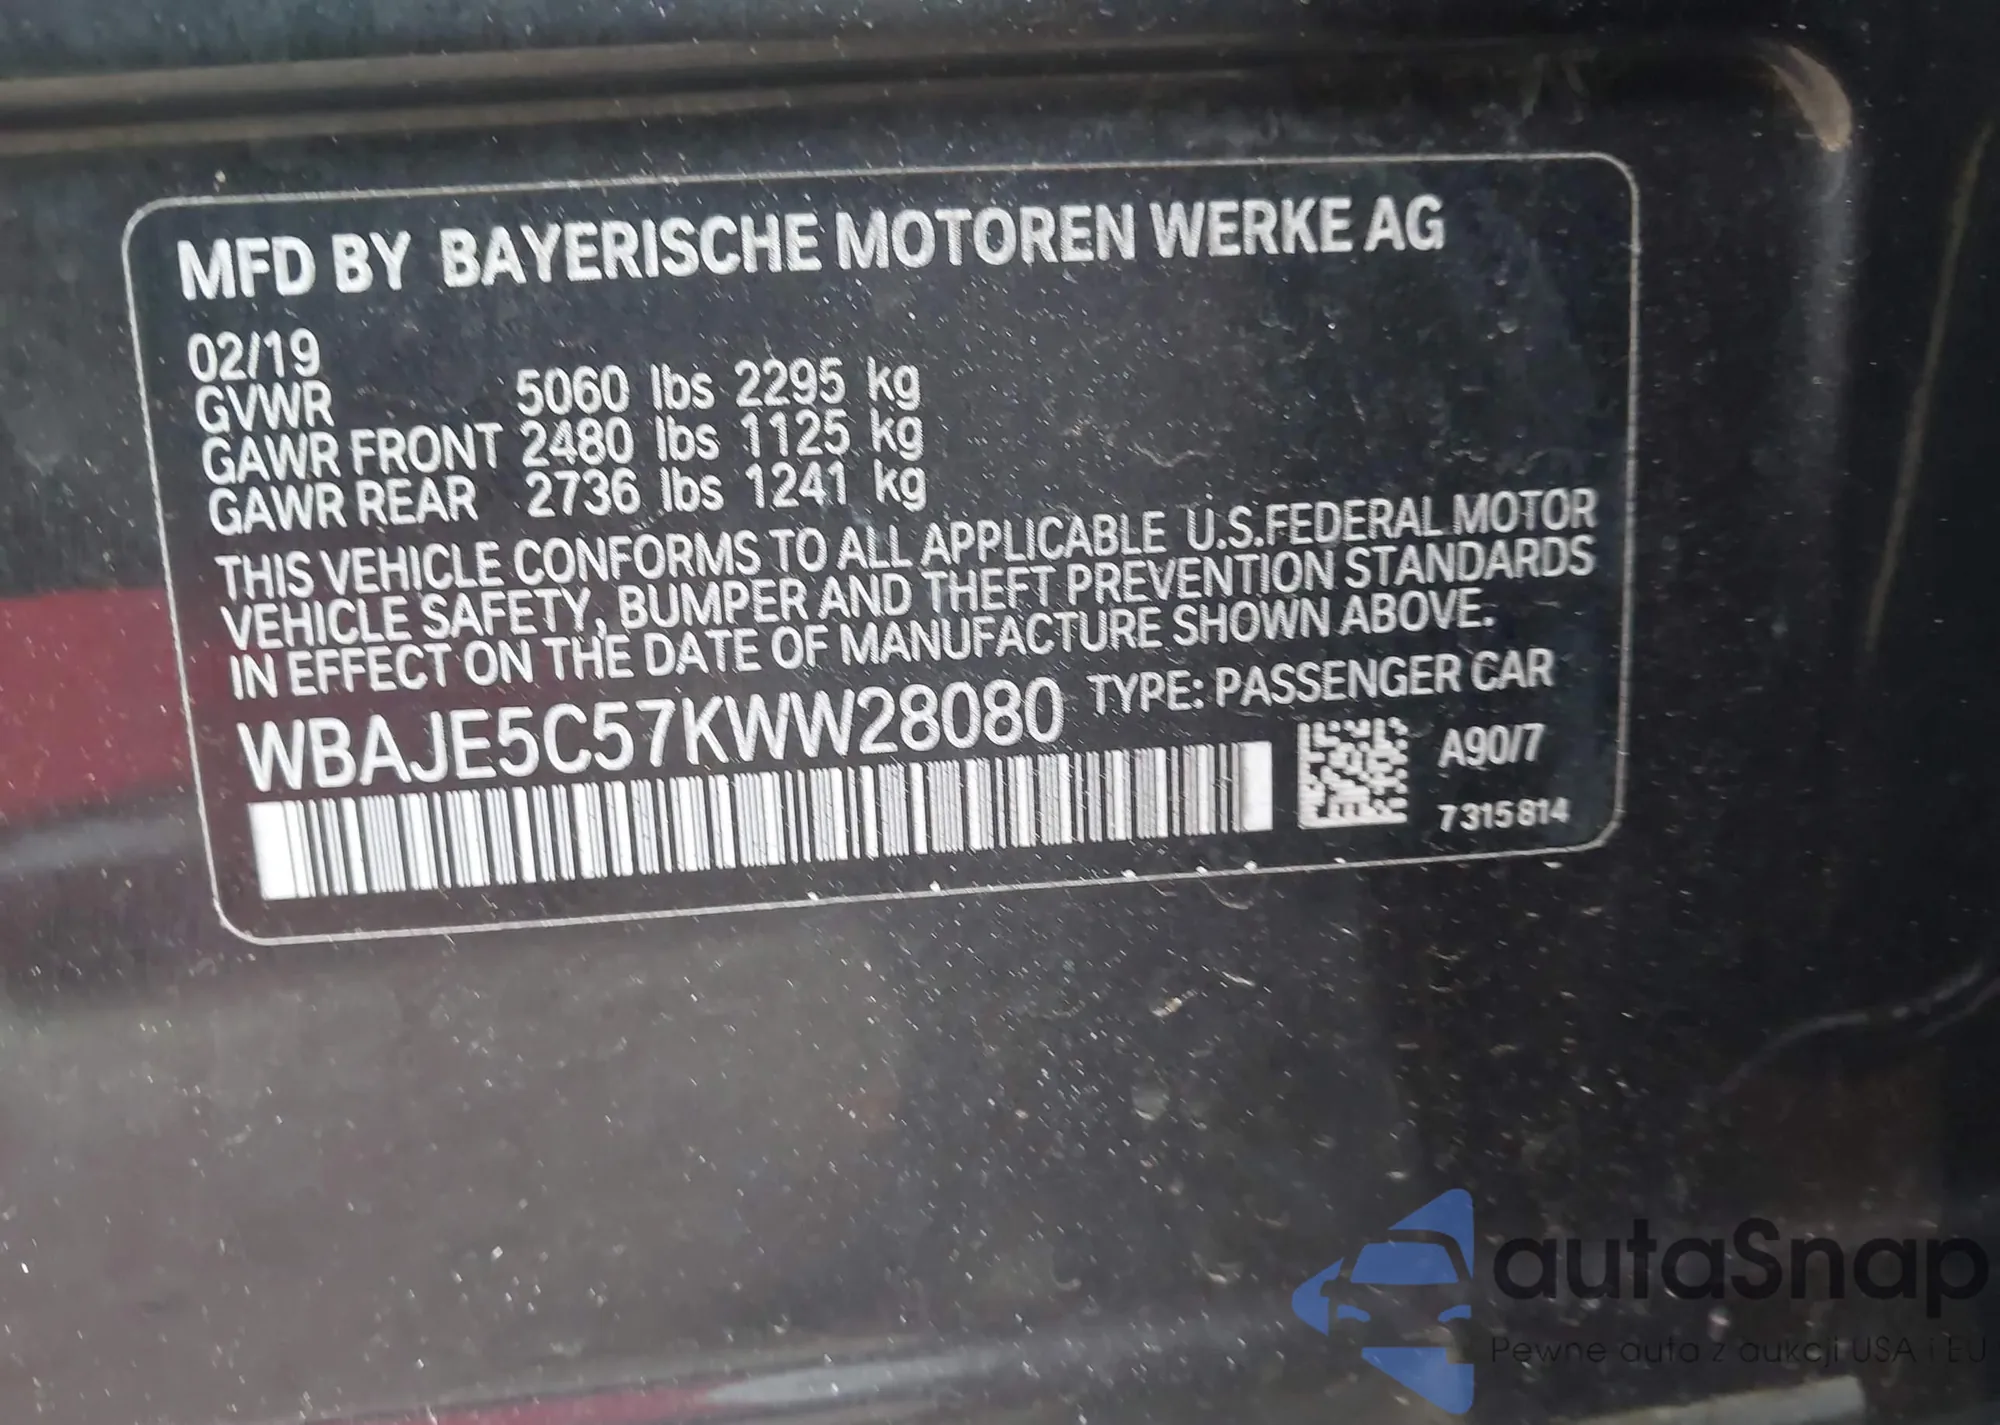 MFD BY BAYERISCHE MOTOREN WERKE AG
02/19
GVWR 5060 lbs 2295 kg
GAWR FRONT 2480 lbs 1125 kg
GAWR REAR 2736 lbs 1241 kg
THIS VEHICLE CONFORMS TO ALL APPLICABLE U.S.FEDERAL MOTOR
VEHICLE SAFETY, BUMPER AND THEFT PREVENTION STANDARDS
IN EFFECT ON THE DATE OF MANUFACTURE SHOWN ABOVE.
WBAJE5C57KWW28080 TYPE: PASSENGER CAR
A90/7
7315814
autaSnap
Pewne auta z aukcji USA i EU